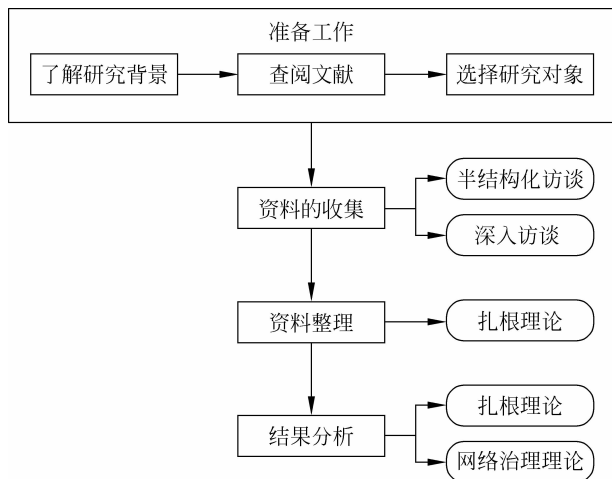 准备工作
了解研究背景
查阅文献
选择研究对象
半结构化访谈
资料的收集
深入访谈
资料整理
扎根理论
扎根理论
结果分析
网络治理理论